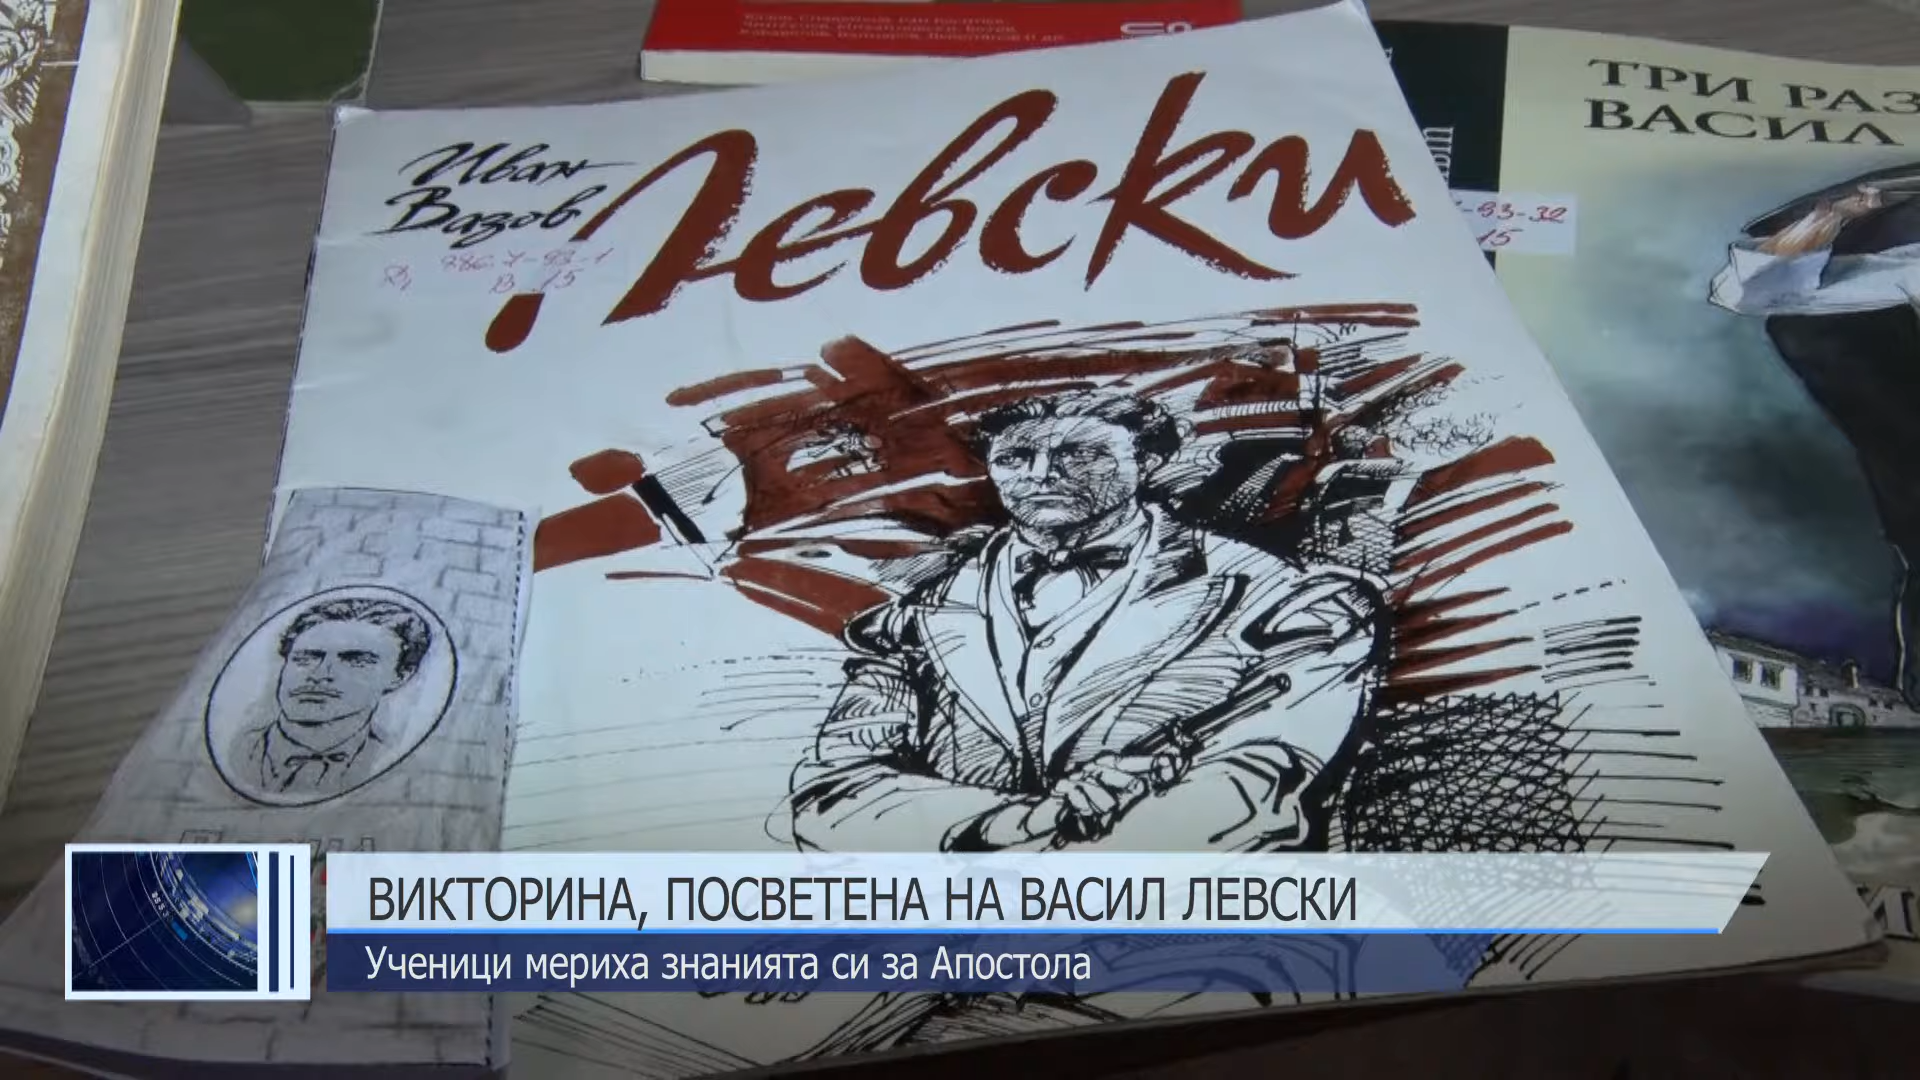 Иван
Вазов
Левски
ТРИ РАЗ
ВАСИЛ
ВИКТОРИНА, ПОСВЕТЕНА НА ВАСИЛ ЛЕВСКИ
Ученици мериха знанията си за Апостола